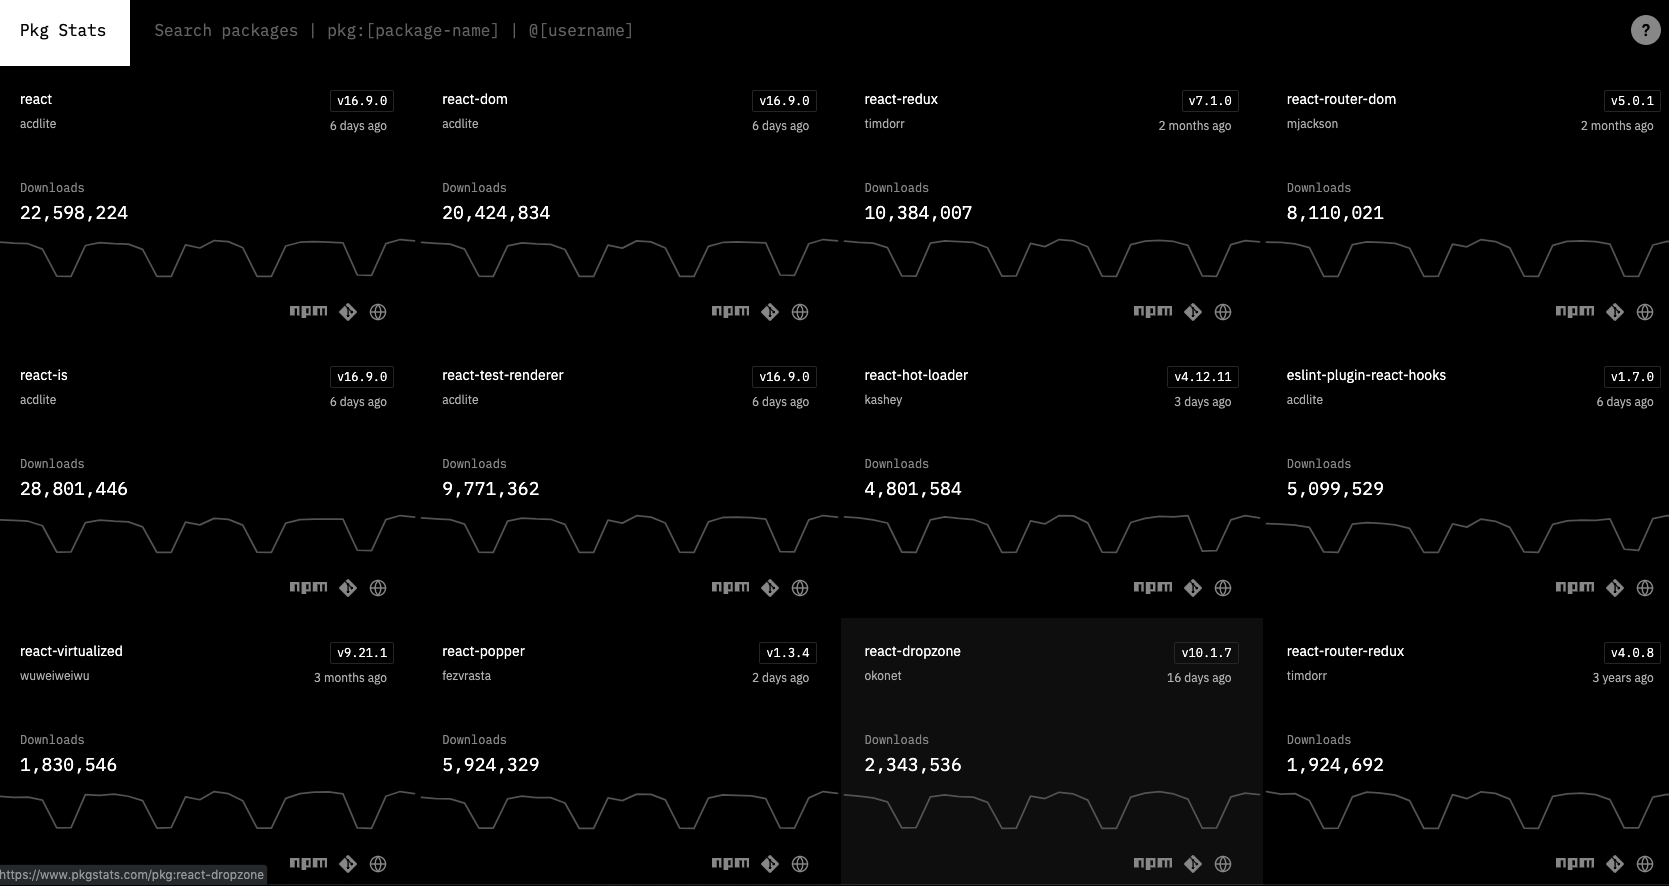 Pkg Stats
Search packages | pkg:[package-name] | @[username]
?
react
v16.9.0
acdlite
6 days ago
Downloads
22,598,224
npm
react-dom
v16.9.0
acdlite
6 days ago
Downloads
20,424,834
npm
react-redux
v7.1.0
timdorr
2 months ago
Downloads
10,384,007
npm
react-router-dom
v5.0.1
mjackson
2 months ago
Downloads
8,110,021
npm
react-is
v16.9.0
acdlite
6 days ago
Downloads
28,801,446
npm
react-test-renderer
v16.9.0
acdlite
6 days ago
Downloads
9,771,362
npm
react-hot-loader
v4.12.11
kashey
3 days ago
Downloads
4,801,584
npm
eslint-plugin-react-hooks
v1.7.0
acdlite
6 days ago
Downloads
5,099,529
npm
react-virtualized
v9.21.1
wuweiweiwu
3 months ago
Downloads
1,830,546
npm
react-popper
v1.3.4
fezvrasta
2 days ago
Downloads
5,924,329
npm
react-dropzone
v10.1.7
okonet
16 days ago
Downloads
2,343,536
npm
react-router-redux
v4.0.8
timdorr
3 years ago
Downloads
1,924,692
npm
https://www.pkgstats.com/pkg:react-dropzone